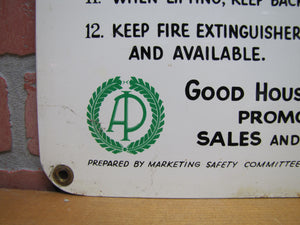 11. WHEN LIFTING, KEEP BACK
12. KEEP FIRE EXTINGUISHER
AND AVAILABLE.
AP
GOOD HOUS
PROMO
SALES AND
PREPARED BY MARKETING SAFETY COMMITTEE